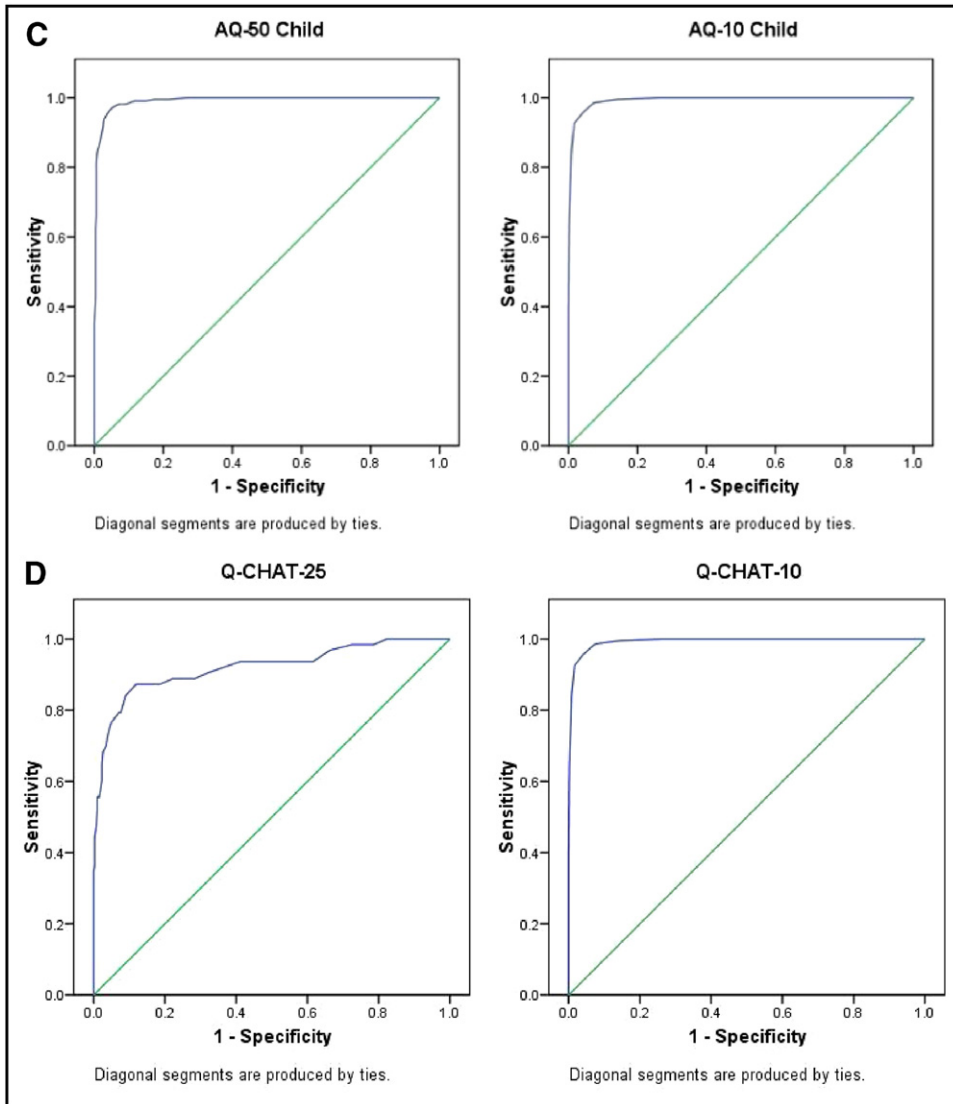 C
AQ-50 Child
1.0
0.8
0.6
0.4
0.2
0.0
Sensitivity
0.0 0.2 0.4 0.6 0.8 1.0
1 - Specificity
Diagonal segments are produced by ties.
AQ-10 Child
1.0
0.8
0.6
0.4
0.2
0.0
Sensitivity
0.0 0.2 0.4 0.6 0.8 1.0
1 - Specificity
Diagonal segments are produced by ties.
D
Q-CHAT-25
1.0
0.8
0.6
0.4
0.2
0.0
Sensitivity
0.0 0.2 0.4 0.6 0.8 1.0
1 - Specificity
Diagonal segments are produced by ties.
Q-CHAT-10
1.0
0.8
0.6
0.4
0.2
0.0
Sensitivity
0.0 0.2 0.4 0.6 0.8 1.0
1 - Specificity
Diagonal segments are produced by ties.